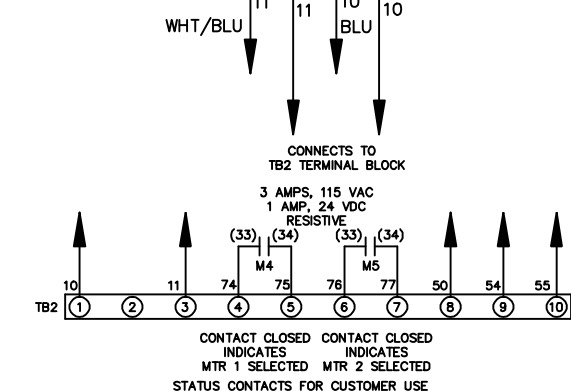 11
10
WHT/BLU
11
BLU
10
CONNECTS TO
TB2 TERMINAL BLOCK
3 AMPS, 115 VAC
1 AMP, 24 VDC
RESISTIVE
(33) (34) (33) (34)
M4 M5
10 11 74 75 76 77 50 54 55
TB2 1 2 3 4 5 6 7 8 9 10
CONTACT CLOSED CONTACT CLOSED
INDICATES INDICATES
MTR 1 SELECTED MTR 2 SELECTED
STATUS CONTACTS FOR CUSTOMER USE